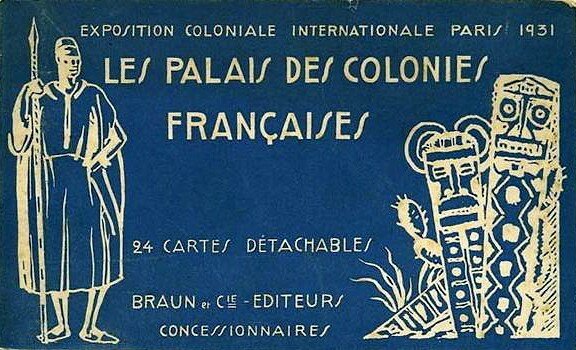 EXPOSITION COLONIALE INTERNATIONALE PARIS 1931
LES PALAIS DES COLONIES
FRANÇAISES
24 CARTES DÉTACHABLES
BRAUN et CIE - EDITEURS
CONCESSIONNAIRES